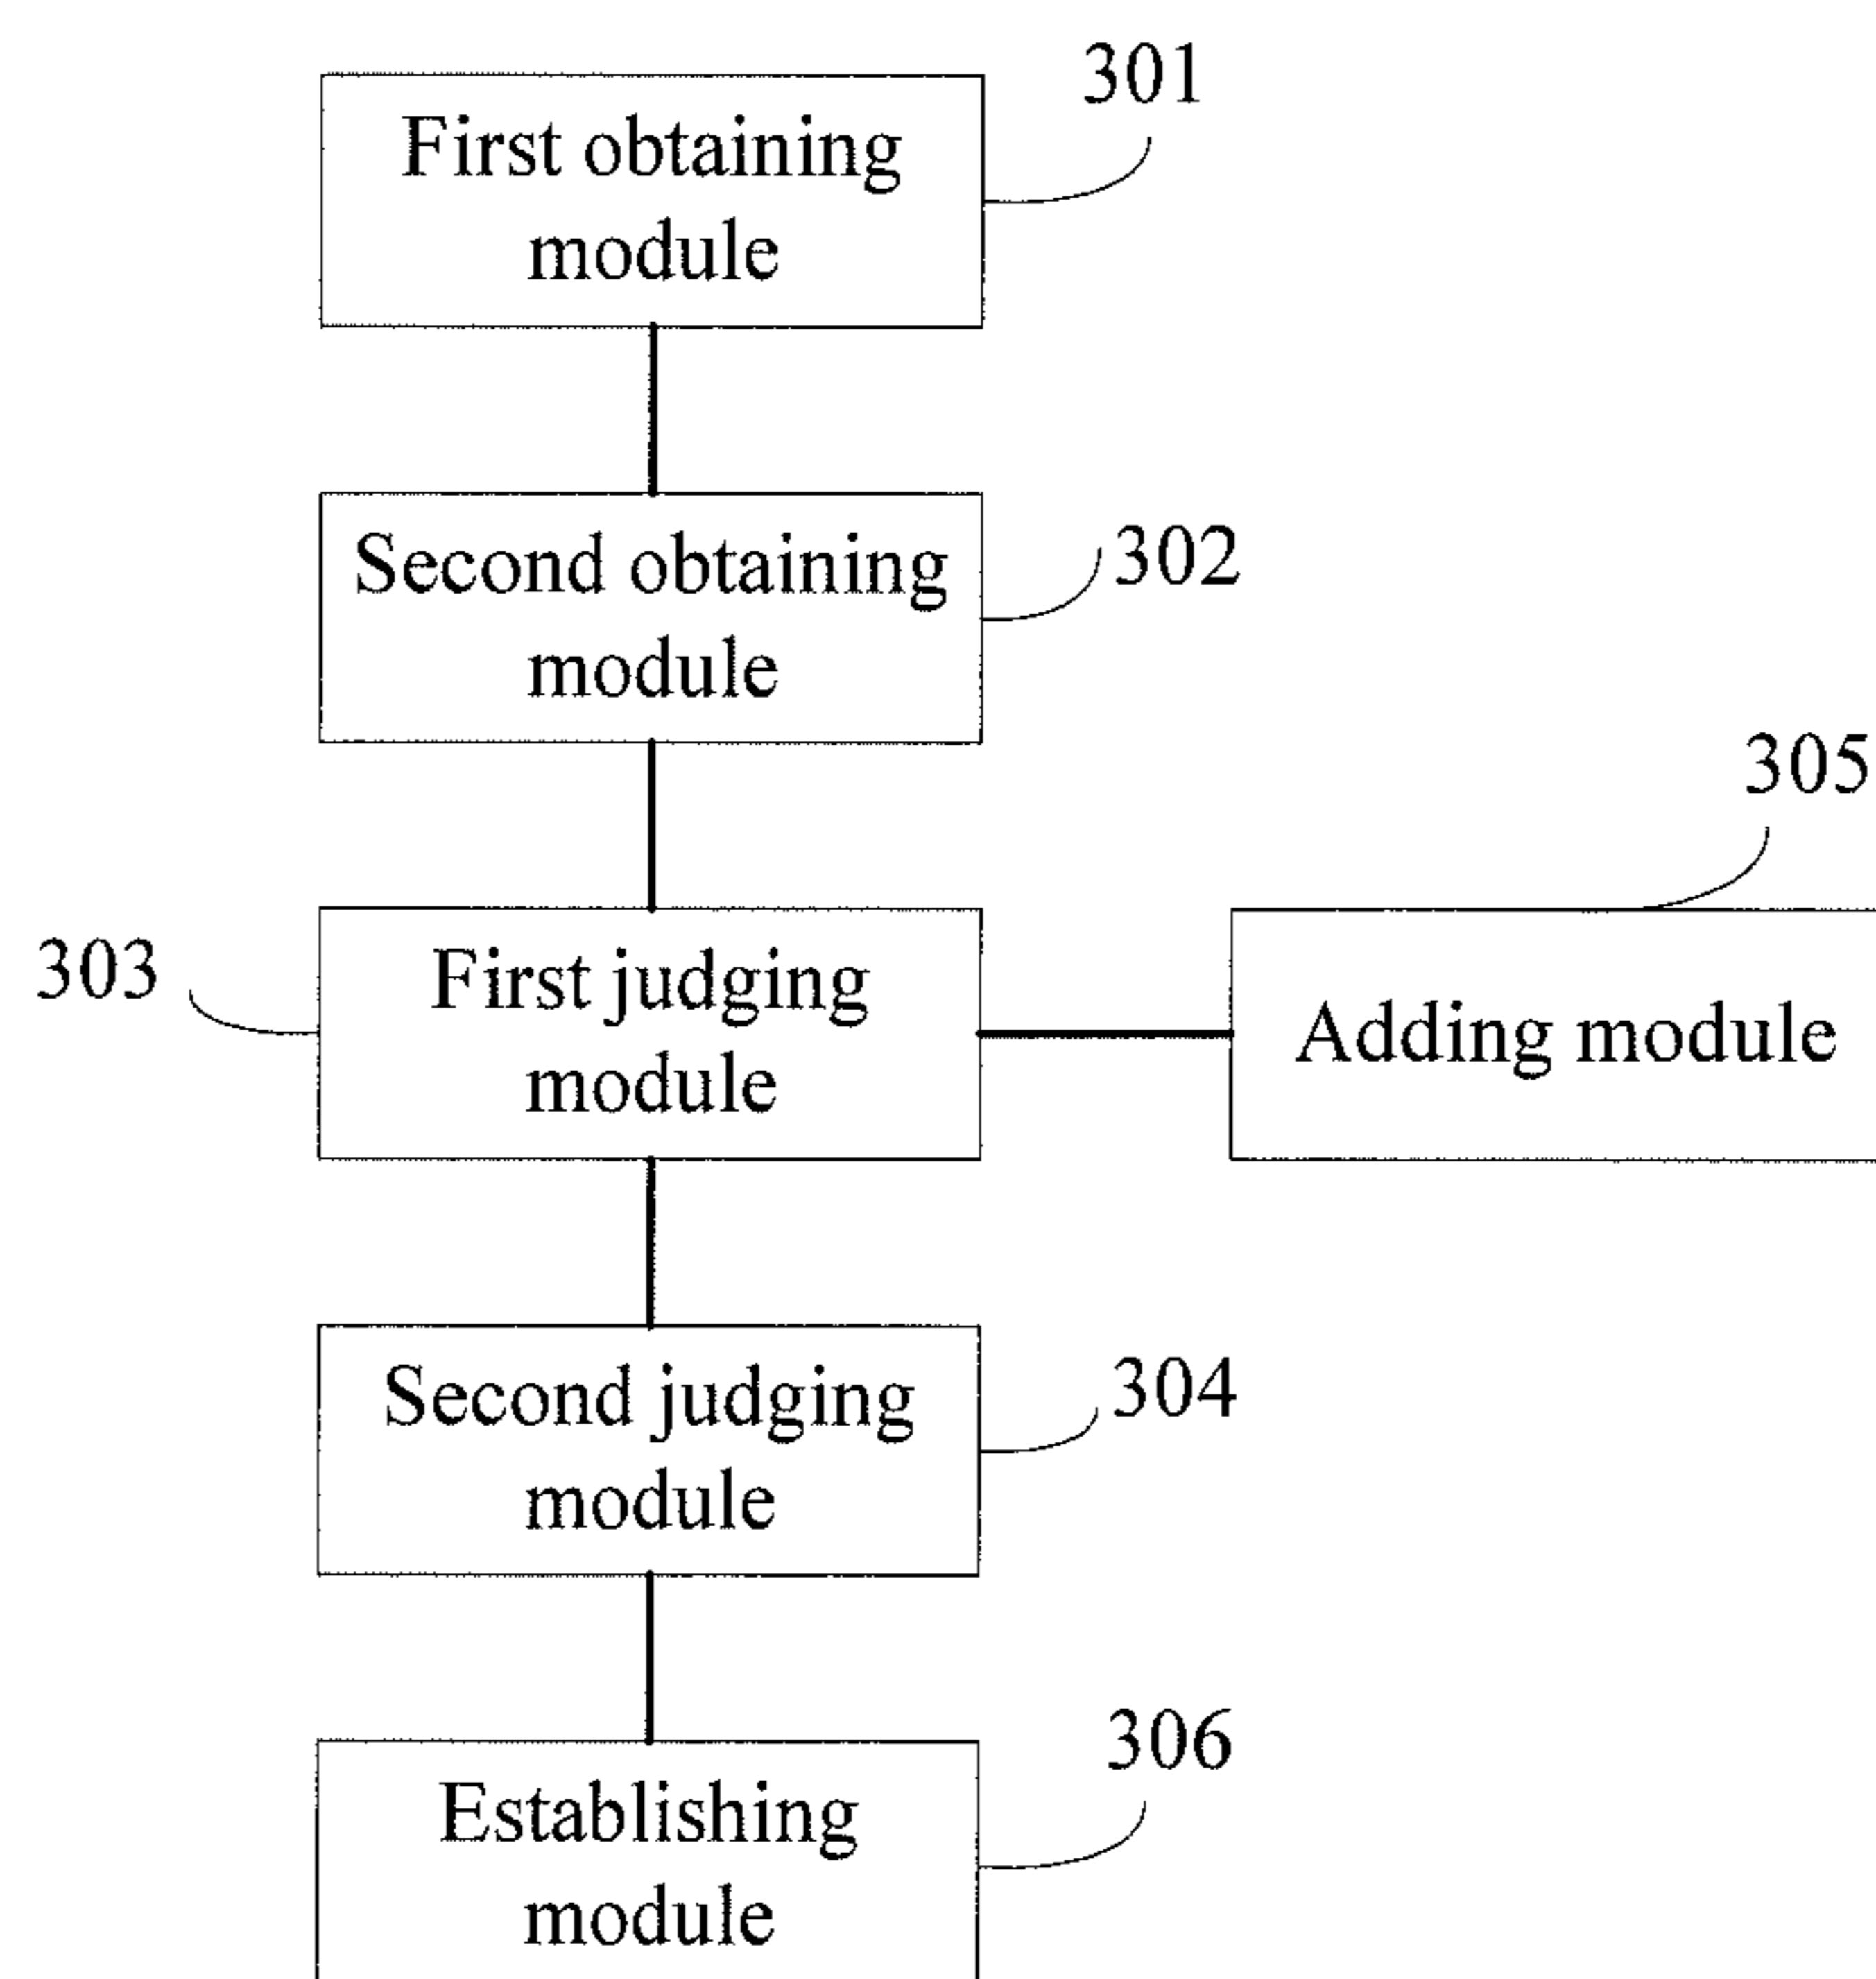 301
First obtaining
module
302
Second obtaining
module
305
303
First judging
module
Adding module
304
Second judging
module
306
Establishing
module